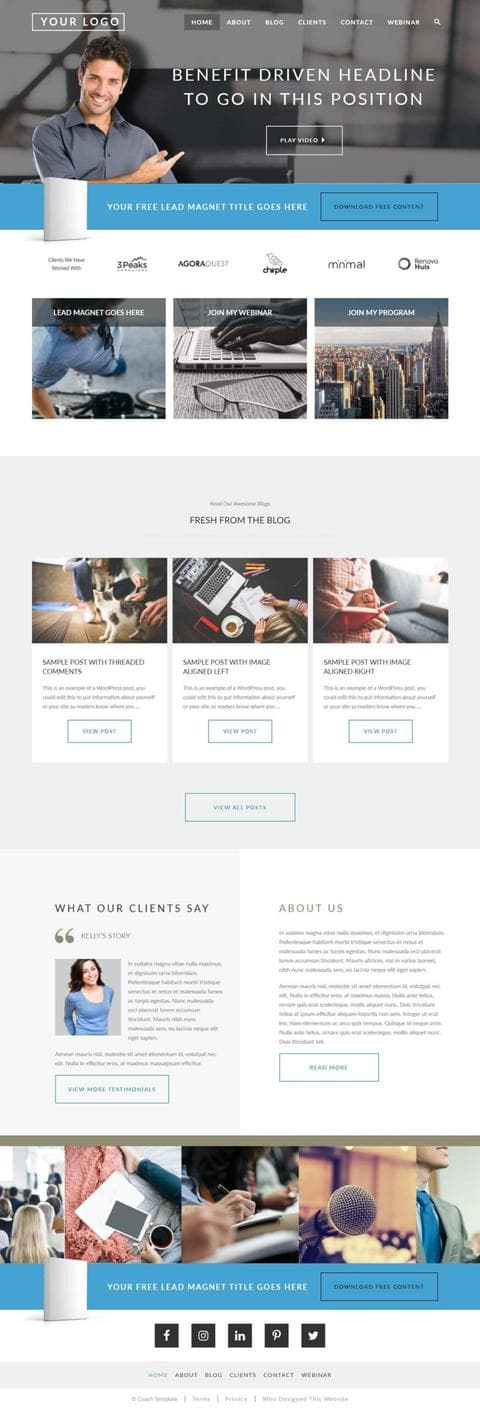 YOUR LOGO
HOME ABOUT BLOG CLIENTS CONTACT WEBINAR
BENEFIT DRIVEN HEADLINE
TO GO IN THIS POSITION
PLAY VIDEO
YOUR FREE LEAD MAGNET TITLE GOES HERE
DOWNLOAD FREE CONTENT
Clients We Have
Worked With
3Peaks
AGORAQUEST
chiple
minimal
Renovo
Huis
LEAD MAGNET GOES HERE
JOIN MY WEBINAR
JOIN MY PROGRAM
Read Our Awesome Blogs
FRESH FROM THE BLOG
SAMPLE POST WITH THREADED
COMMENTS
This is an example of a WordPress post, you
could edit this to put information about yourself
or your site so readers know where you ...
VIEW POST
SAMPLE POST WITH IMAGE
ALIGNED LEFT
This is an example of a WordPress post, you
could edit this to put information about yourself
or your site so readers know where you ...
VIEW POST
SAMPLE POST WITH IMAGE
ALIGNED RIGHT
This is an example of a WordPress post, you
could edit this to put information about yourself
or your site so readers know where you ...
VIEW POST
VIEW ALL POSTS
WHAT OUR CLIENTS SAY
KELLY'S STORY
In sodales magna vitae nulla maximus,
et dignissim urna bibendum.
Pellentesque habitant morbi tristique
senectus et netus et malesuada fames
ac turpis egestas. Nunc malesuada
orci placerat lorem accumsan
tincidunt. Mauris nibh nunc
malesuada sem, eu lacinia neque elit
eget sapien.
Aenean mauris nisl, molestie sit amet elementum id, volutpat nec
elit. Nulla in efficitur eros, at maximus massajpsum efficitur.
VIEW MORE TESTIMONIALS
ABOUT US
In sodales magna vitae nulla maximus, et dignissim urna bibendum.
Pellentesque habitant morbi tristique senectus et netus et
malesuada fames ac turpis egestas. Nunc malesuada orci placerat
lorem accumsan tincidunt. Mauris ultrices, nisi in varius laoreet,
nibh nunc malesuada sem, eu lacinia neque elit eget sapien.
Aenean mauris nisl, molestie sit amet elementum id, volutpat nec
elit. Nulla in efficitur eros, at maximus massa. Nulla ante tellus,
ornare quis erat scelerisque, mollis aliquet nunc. Duis tincidunt
tellus at ipsum efficitur aliquam lobortis non sem. Integer ut erat
leo. Nam elementum ac arcu quis tempus. Quisque id neque ante.
Nulla ante tellus, ornare quis erat scelerisque, mollis aliquet nunc.
Duis tincidunt tell.
READ MORE
YOUR FREE LEAD MAGNET TITLE GOES HERE
DOWNLOAD FREE CONTENT
HOME ABOUT BLOG CLIENTS CONTACT WEBINAR
© Coach Template | Terms | Privacy | Who Designed This Website